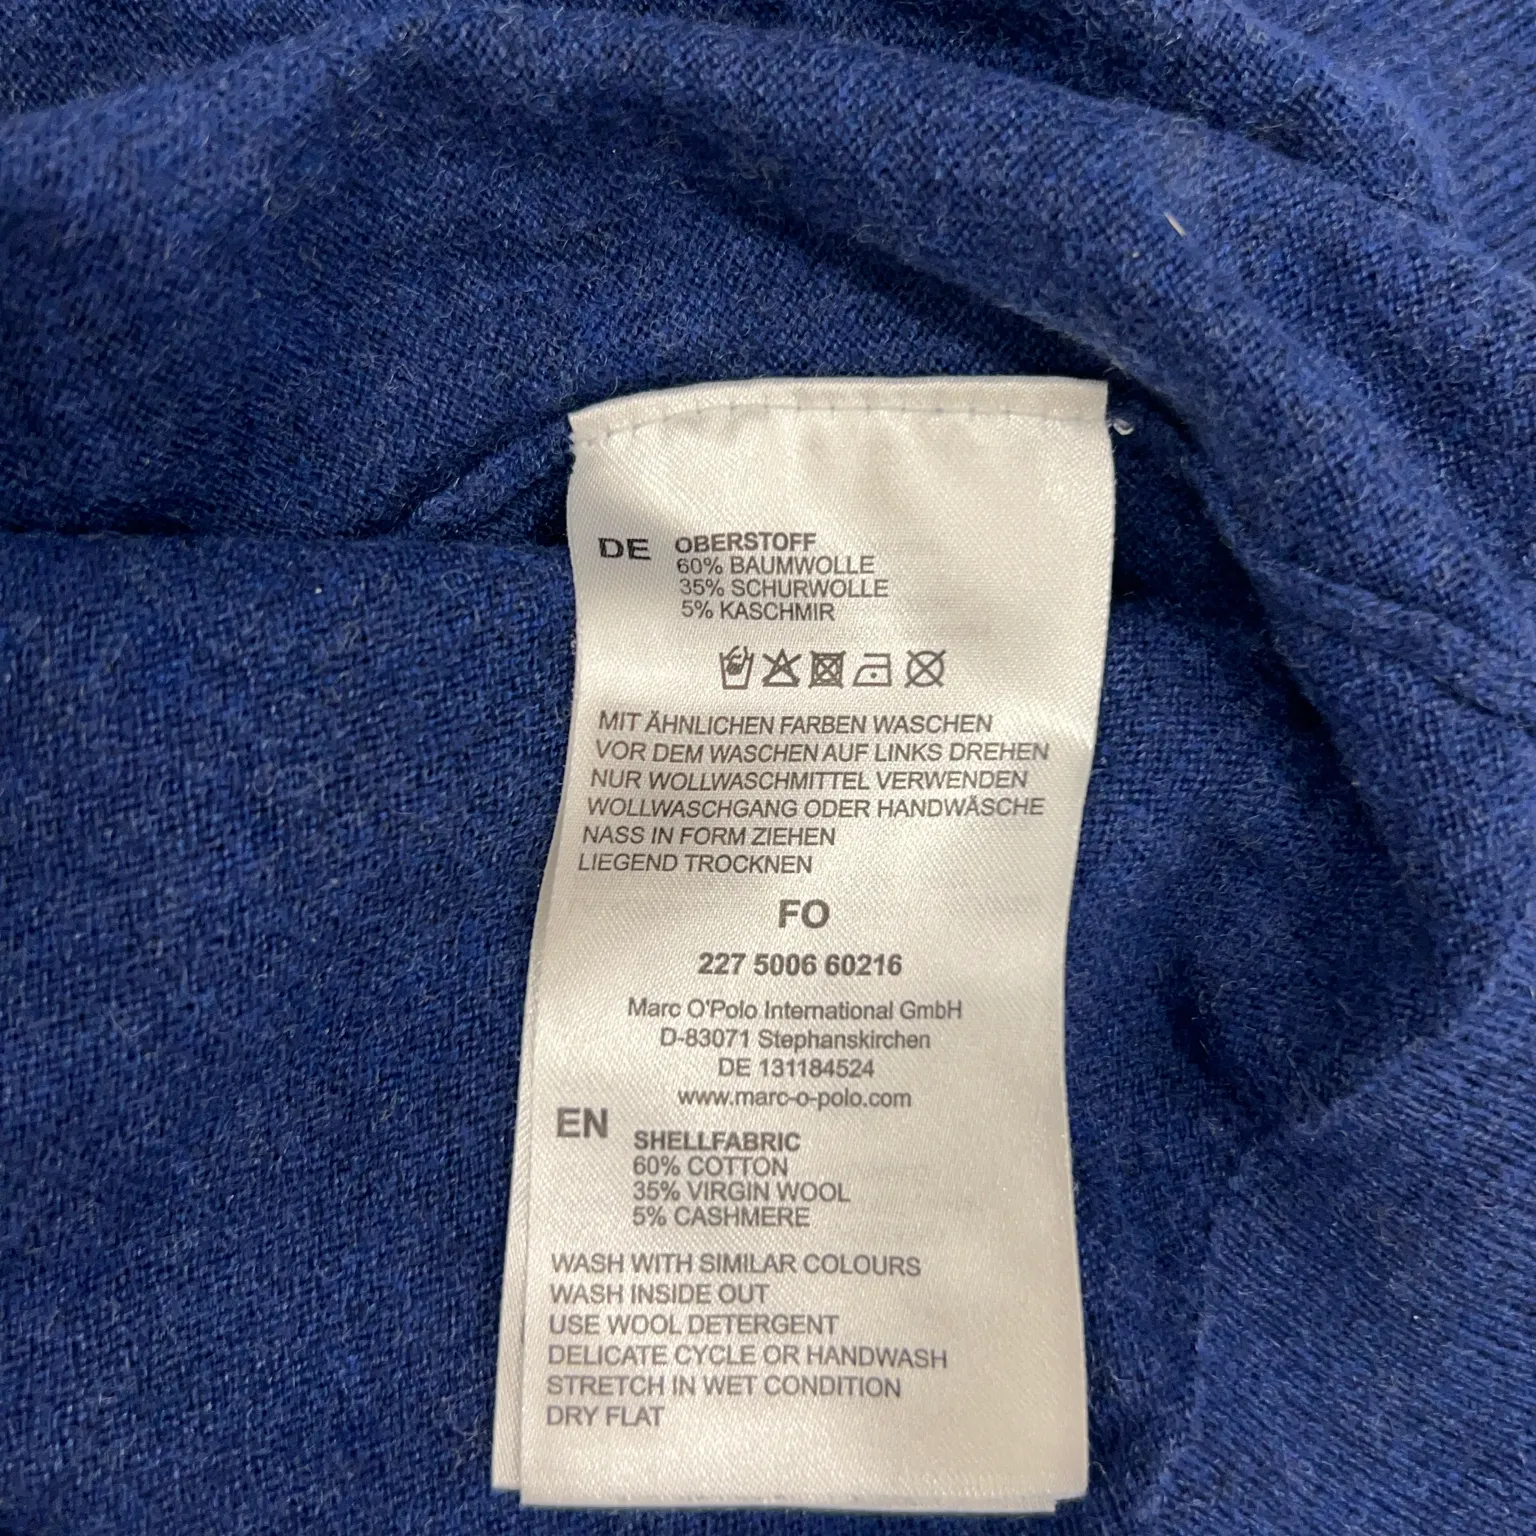 DE OBERSTOFF
60% BAUMWOLLE
35% SCHURWOLLE
5% KASCHMIR
MIT ÄHNLICHEN FARBEN WASCHEN
VOR DEM WASCHEN AUF LINKS DREHEN
NUR WOLLWASCHMITTEL VERWENDEN
WOLLWASCHGANG ODER HANDWÄSCHE
NASS IN FORM ZIEHEN
LIEGEND TROCKNEN
FO
227 5006 60216
Marc O'Polo International GmbH
D-83071 Stephanskirchen
DE 131184524
www.marc-o-polo.com
EN SHELLFABRIC
60% COTTON
35% VIRGIN WOOL
5% CASHMERE
WASH WITH SIMILAR COLOURS
WASH INSIDE OUT
USE WOOL DETERGENT
DELICATE CYCLE OR HANDWASH
STRETCH IN WET CONDITION
DRY FLAT